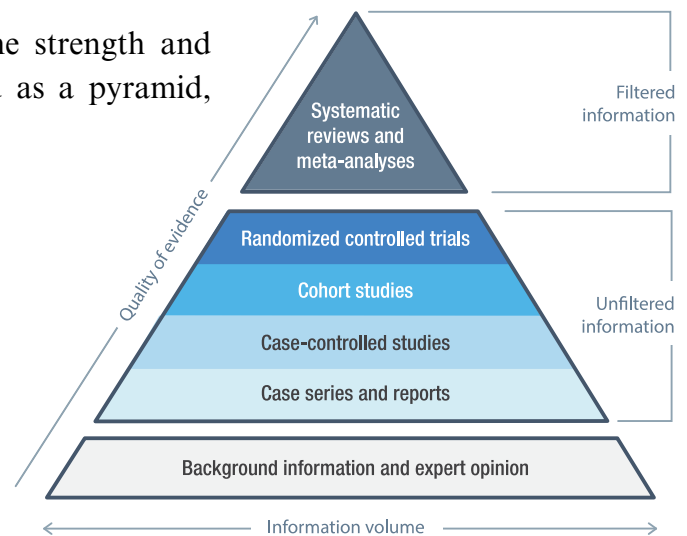 ne strength and
as a pyramid,
Systematic
reviews and
meta-analyses
Filtered
information
Quality of evidence
Randomized controlled trials
Cohort studies
Case-controlled studies
Case series and reports
Unfiltered
information
Background information and expert opinion
Information volume